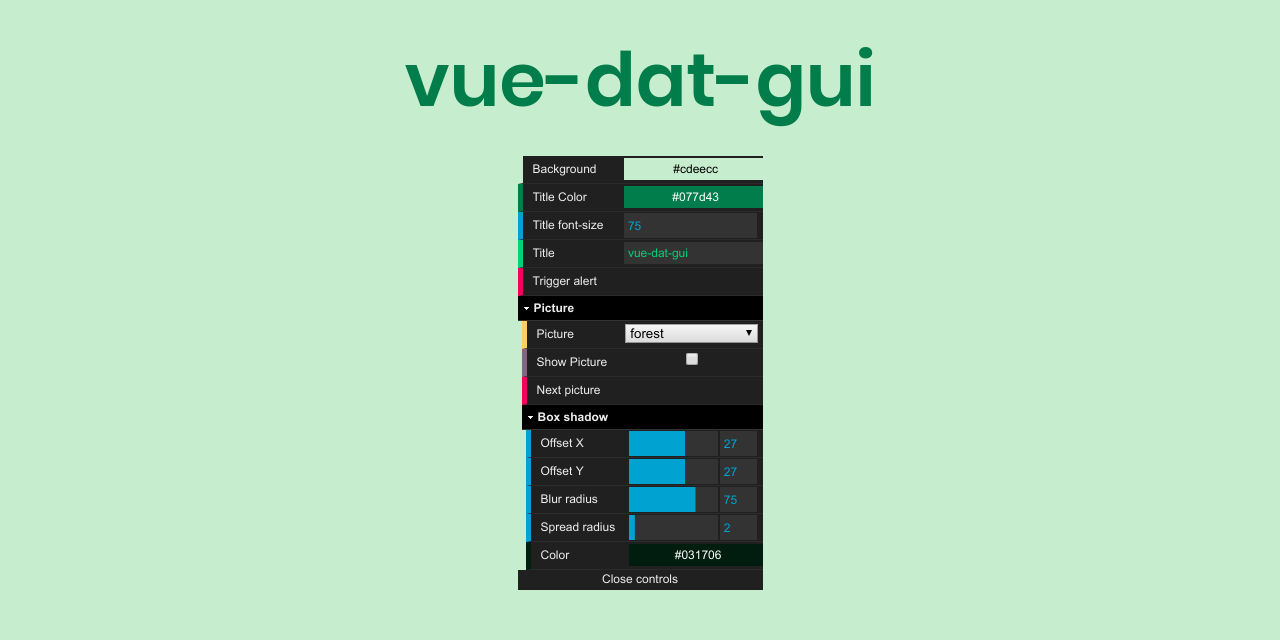 vue-dat-gui
Background #cdeecc
Title Color #077d43
Title font-size 75
Title vue-dat-gui
Trigger alert
Picture
Picture forest
Show Picture
Next picture
Box shadow
Offset X 27
Offset Y 27
Blur radius 75
Spread radius 2
Color #031706
Close controls